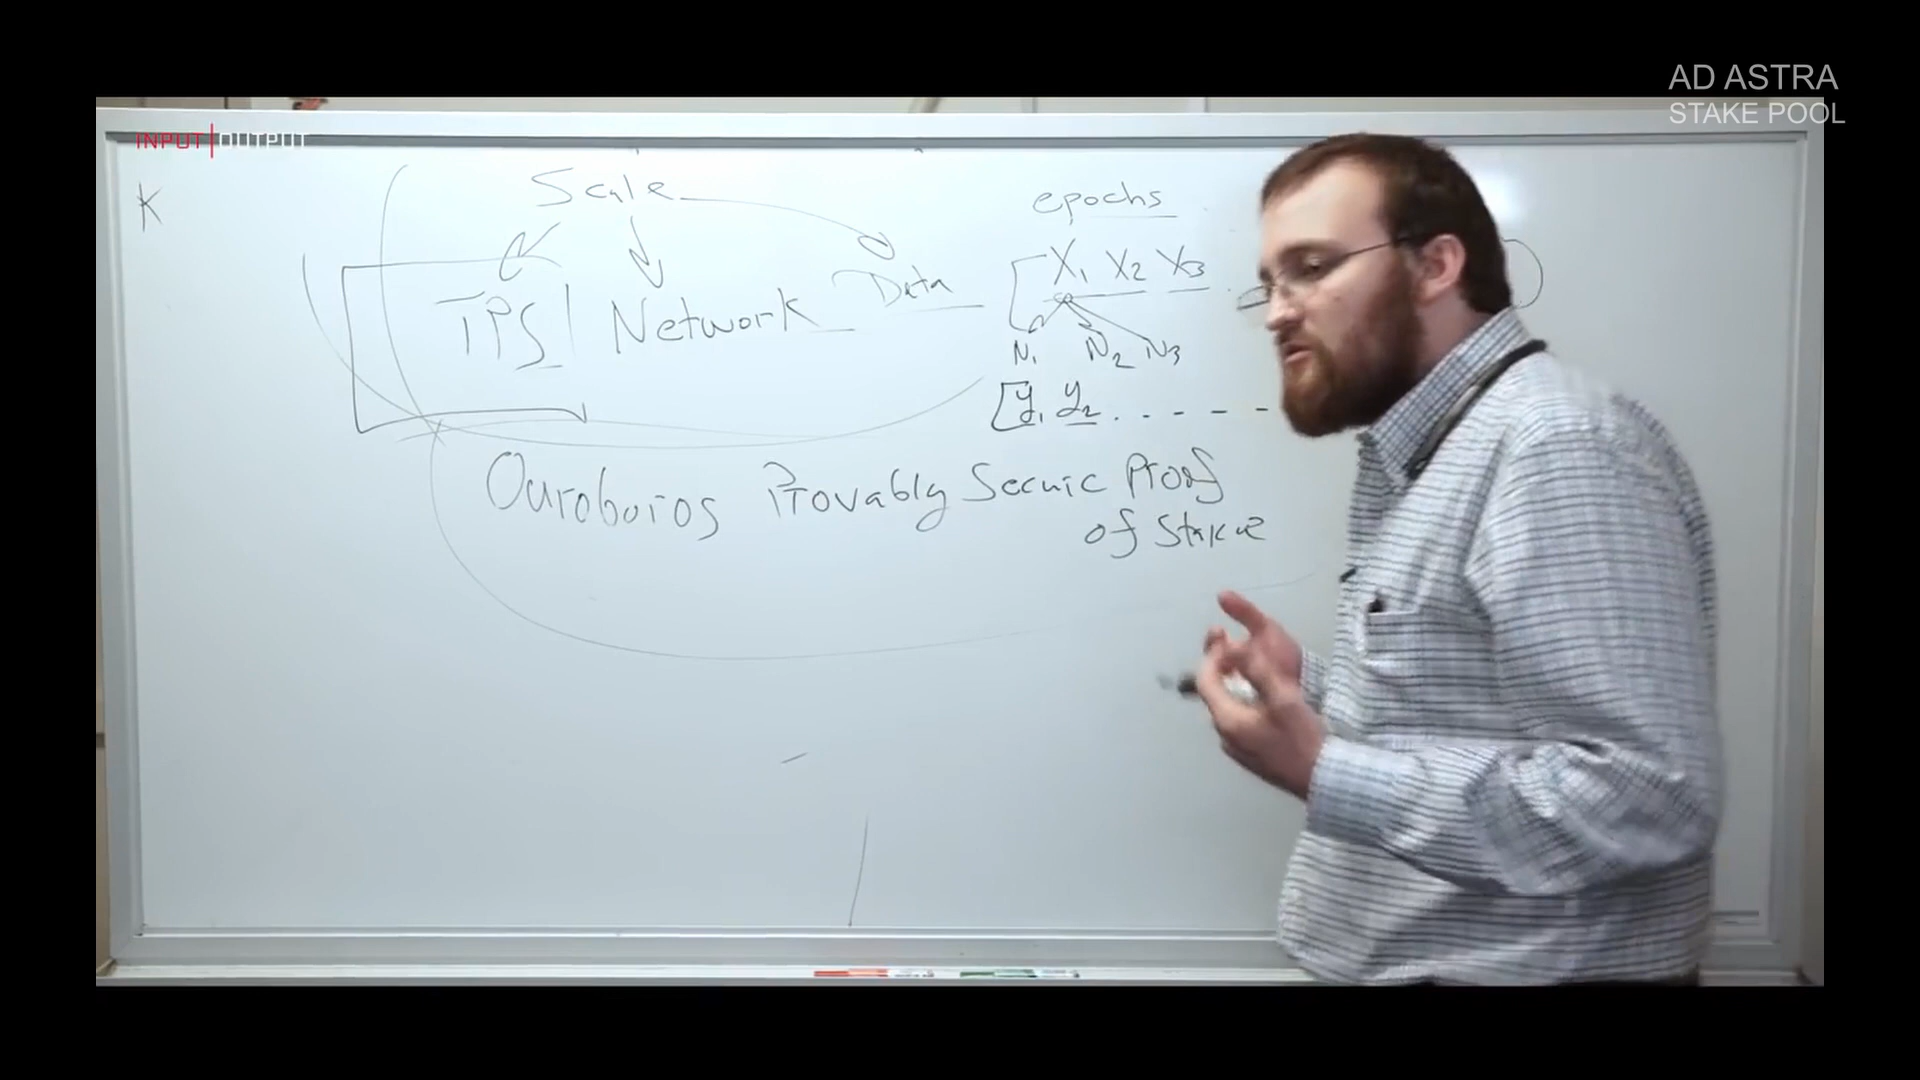 AD ASTRA
STAKE POOL
INPUT|OUTPUT
K
Scale
epochs
TPS Network Data
X1 X2 X3
N1 N2 N3
y1 y2 . - - - -
Ouroboros Provably Secure Proof
of Stake